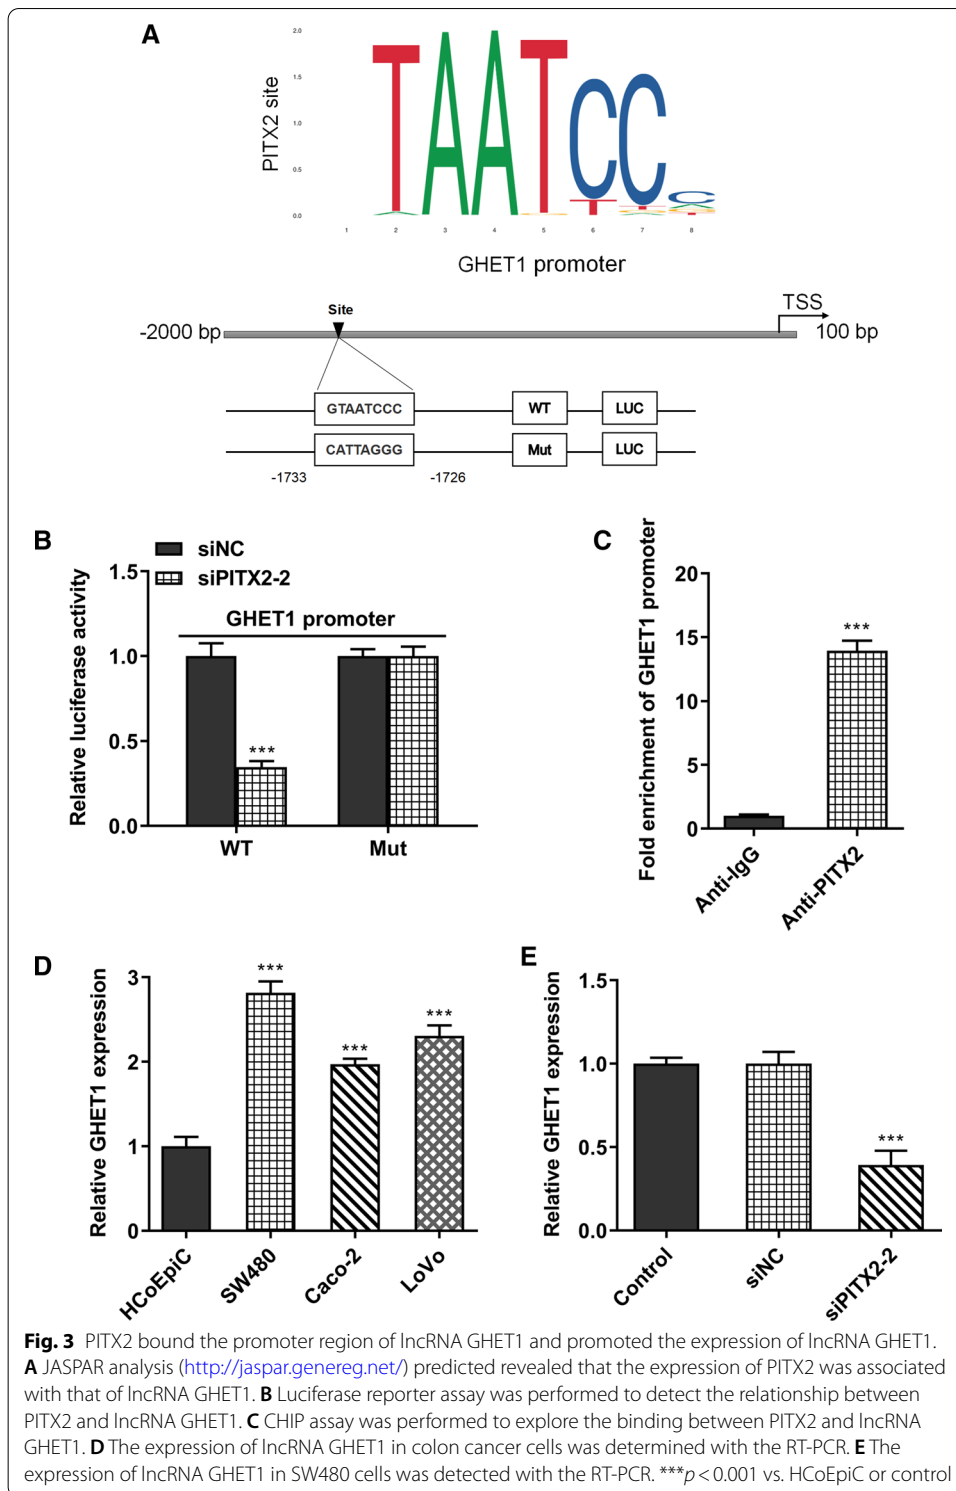 A
PITX2 site
2.0
1.5
1.0
0.5
0.0
TAATCCC
T
1 2 3 4 5 6 7 8
GHET1 promoter
Site
TSS
-2000 bp
100 bp
GTAATCCC WT LUC
CATTAGGG Mut LUC
-1733 -1726
B
siNC
siPITX2-2
GHET1 promoter
Relative luciferase activity
1.5
1.0
0.5
0.0
***
WT Mut
C
Fold enrichment of GHET1 promoter
20
15
10
5
0
***
Anti-IgG Anti-PITX2
D
Relative GHET1 expression
3
2
1
0
*** *** ***
HCoEpiC SW480 Caco-2 LoVo
E
Relative GHET1 expression
1.5
1.0
0.5
0.0
***
Control siNC siPITX2-2
Fig. 3 PITX2 bound the promoter region of lncRNA GHET1 and promoted the expression of lncRNA GHET1.
A JASPAR analysis (http://jaspar.genereg.net/) predicted revealed that the expression of PITX2 was associated
with that of lncRNA GHET1. B Luciferase reporter assay was performed to detect the relationship between
PITX2 and lncRNA GHET1. C CHIP assay was performed to explore the binding between PITX2 and lncRNA
GHET1. D The expression of lncRNA GHET1 in colon cancer cells was determined with the RT-PCR. E The
expression of lncRNA GHET1 in SW480 cells was detected with the RT-PCR. ***p < 0.001 vs. HCoEpiC or control